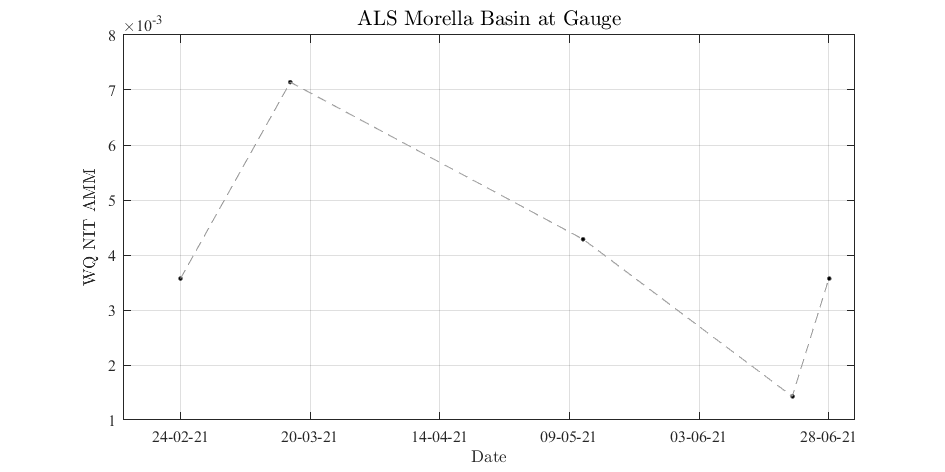 ALS Morella Basin at Gauge
×10-3
8
7
6
5
4
3
2
1
WQ NIT AMM
24-02-21 20-03-21 14-04-21 09-05-21 03-06-21 28-06-21
Date